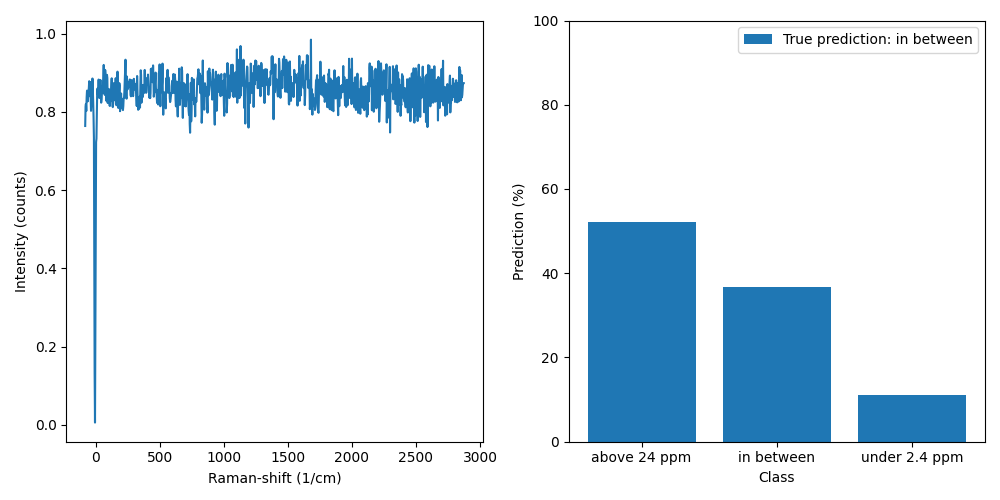 1.0
0.8
0.6
0.4
0.2
0.0
Intensity (counts)
0 500 1000 1500 2000 2500 3000
Raman-shift (1/cm)
100
80
60
40
20
0
Prediction (%)
True prediction: in between
above 24 ppm in between under 2.4 ppm
Class